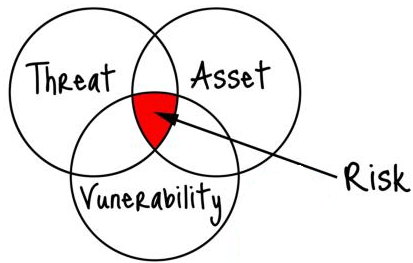 Threat
Asset
Risk
Vunerability